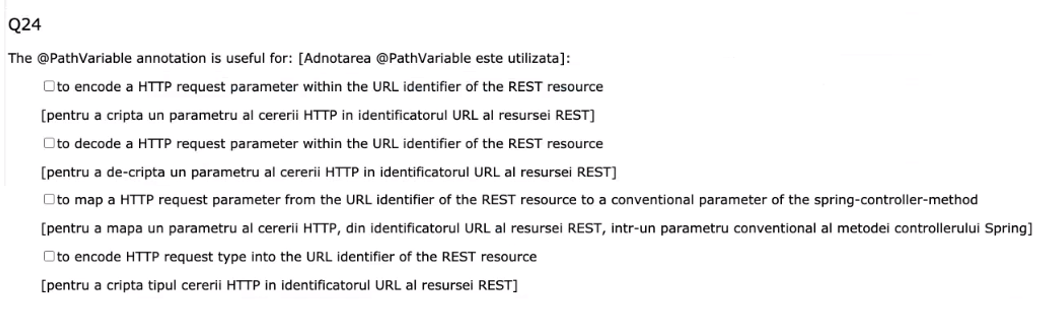 Q24
The @PathVariable annotation is useful for: [Adnotarea @PathVariable este utilizata]:
to encode a HTTP request parameter within the URL identifier of the REST resource
[pentru a cripta un parametru al cererii HTTP in identificatorul URL al resursei REST]
to decode a HTTP request parameter within the URL identifier of the REST resource
[pentru a de-cripta un parametru al cererii HTTP in identificatorul URL al resursei REST]
to map a HTTP request parameter from the URL identifier of the REST resource to a conventional parameter of the spring-controller-method
[pentru a mapa un parametru al cererii HTTP, din identificatorul URL al resursei REST, intr-un parametru conventional al metodei controllerului Spring]
to encode HTTP request type into the URL identifier of the REST resource
[pentru a cripta tipul cererii HTTP in identificatorul URL al resursei REST]